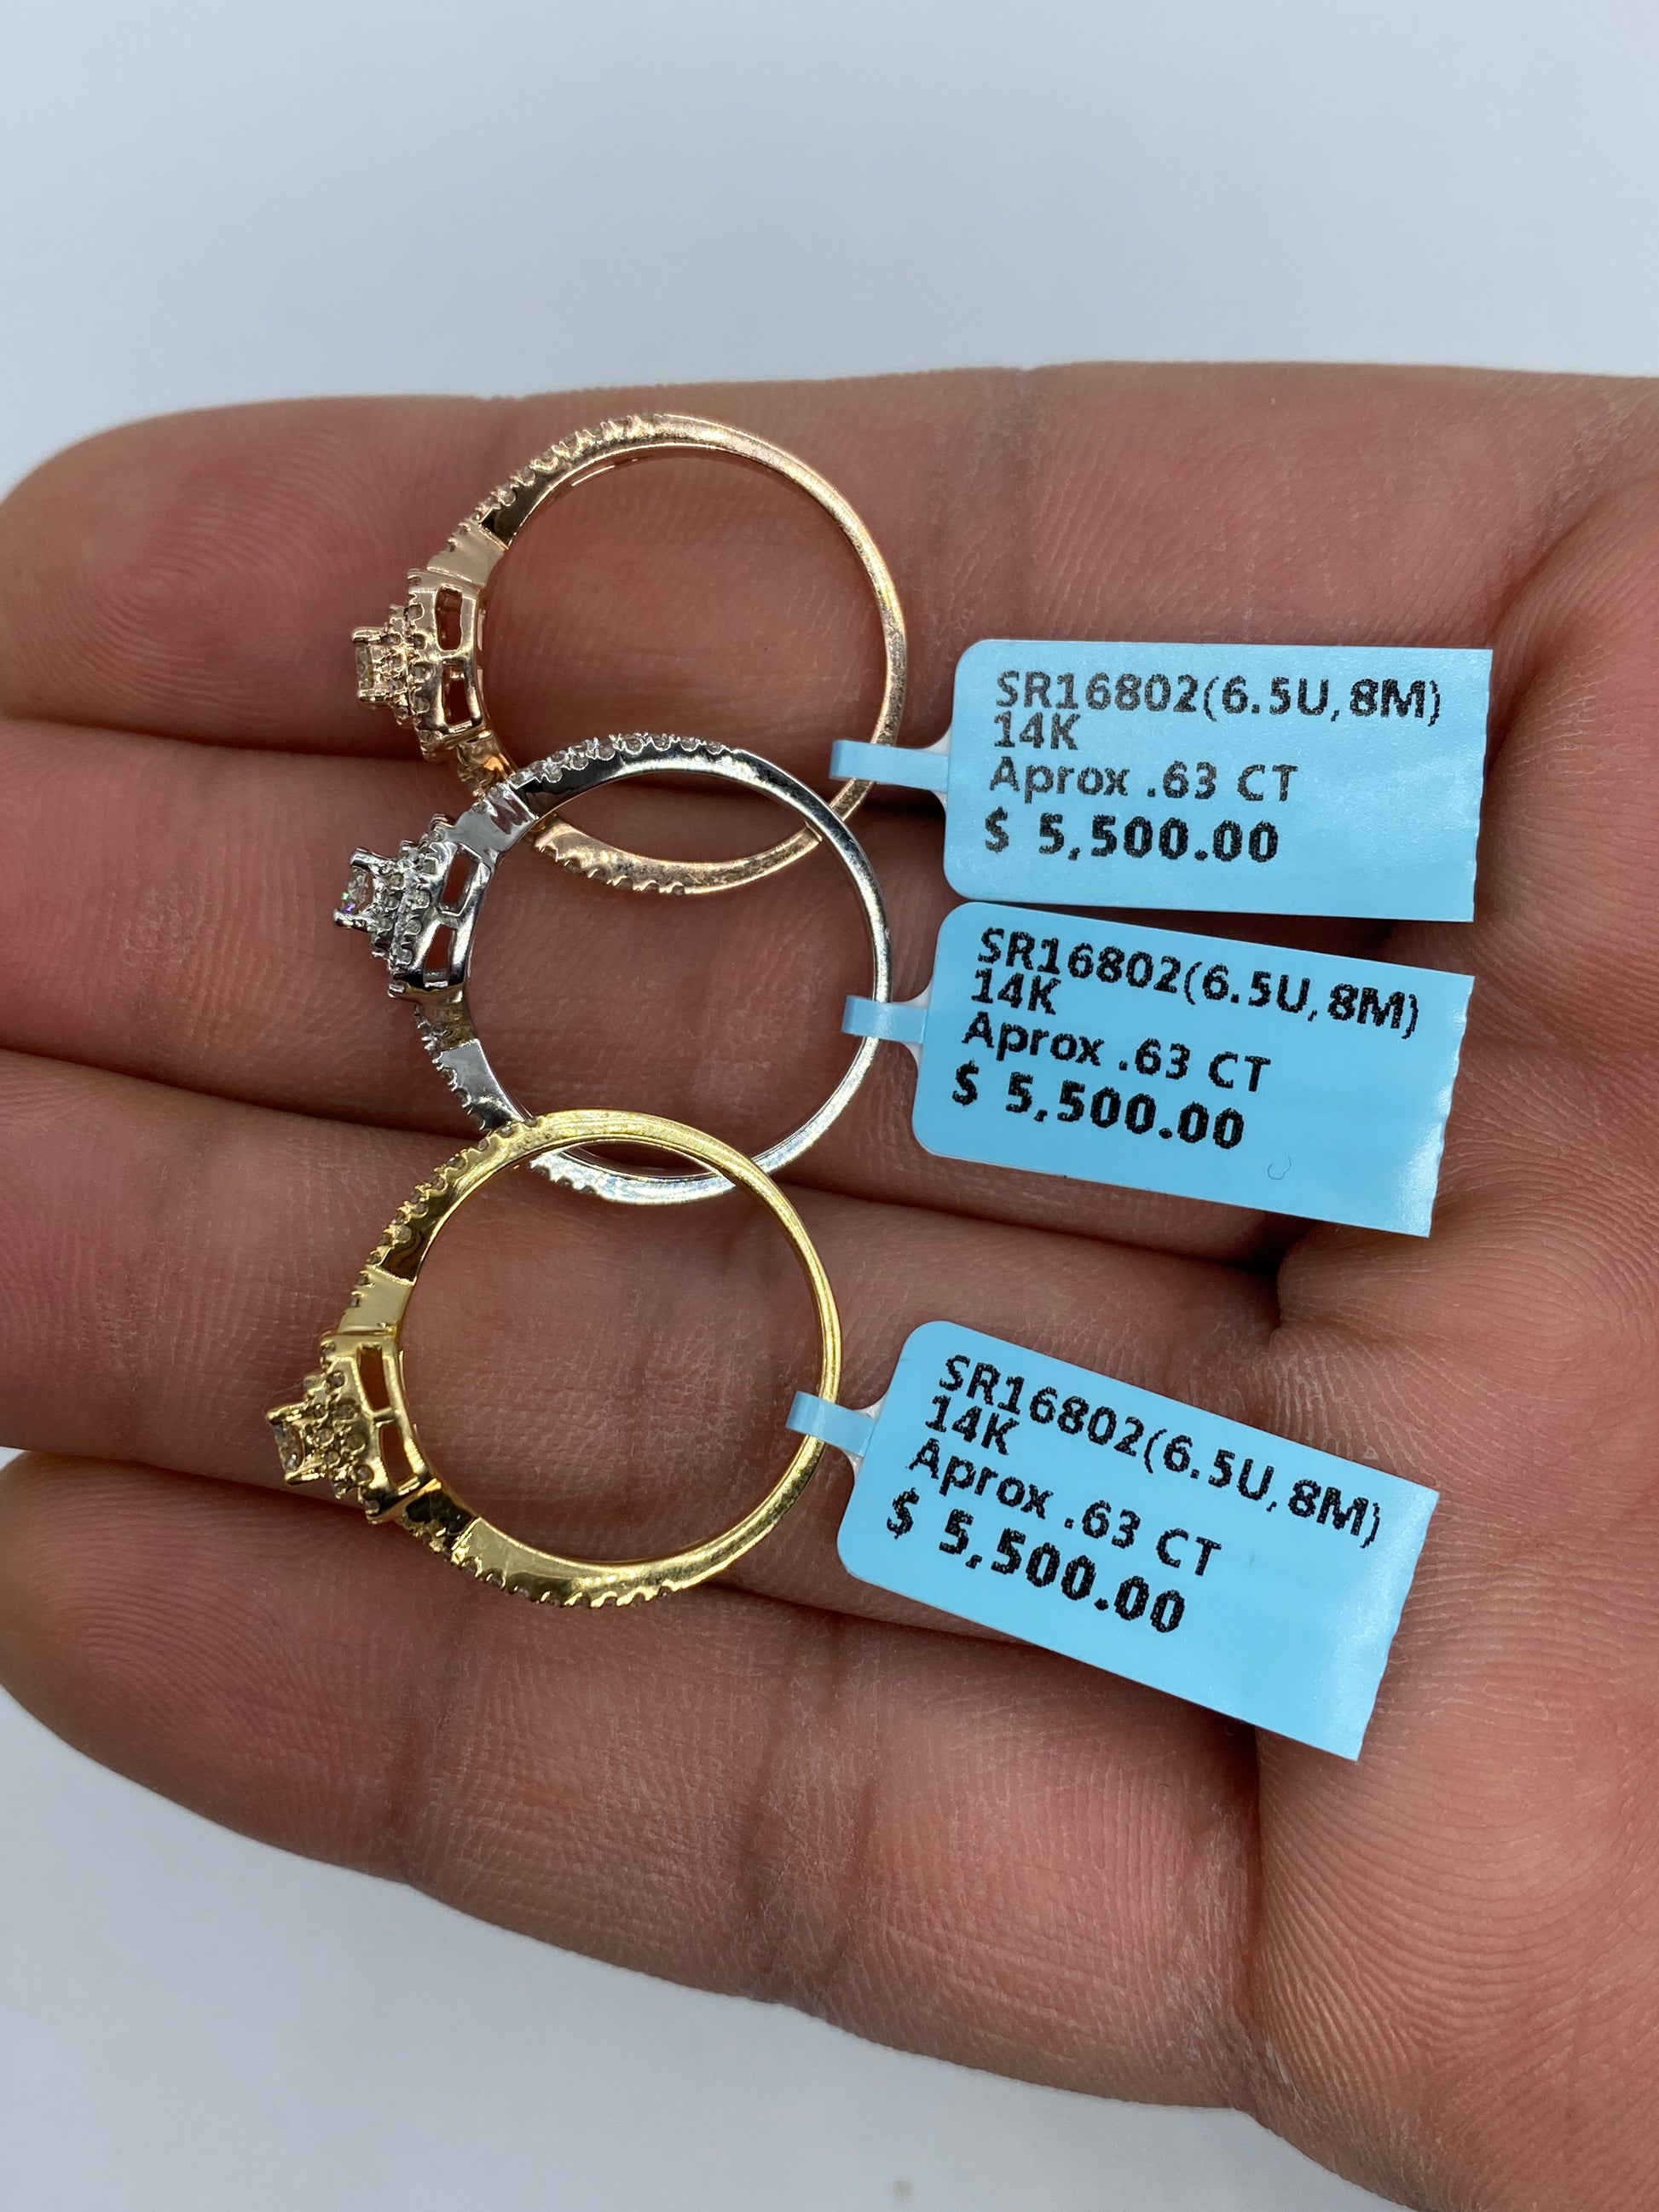 SR16802(6.5U,8M)
14K
Aprox .63 CT
$ 5,500.00
SR16802(6.5U,8M)
14K
Aprox .63 CT
$ 5,500.00
SR16802(6.5U,8M)
14K
Aprox .63 CT
$ 5,500.00